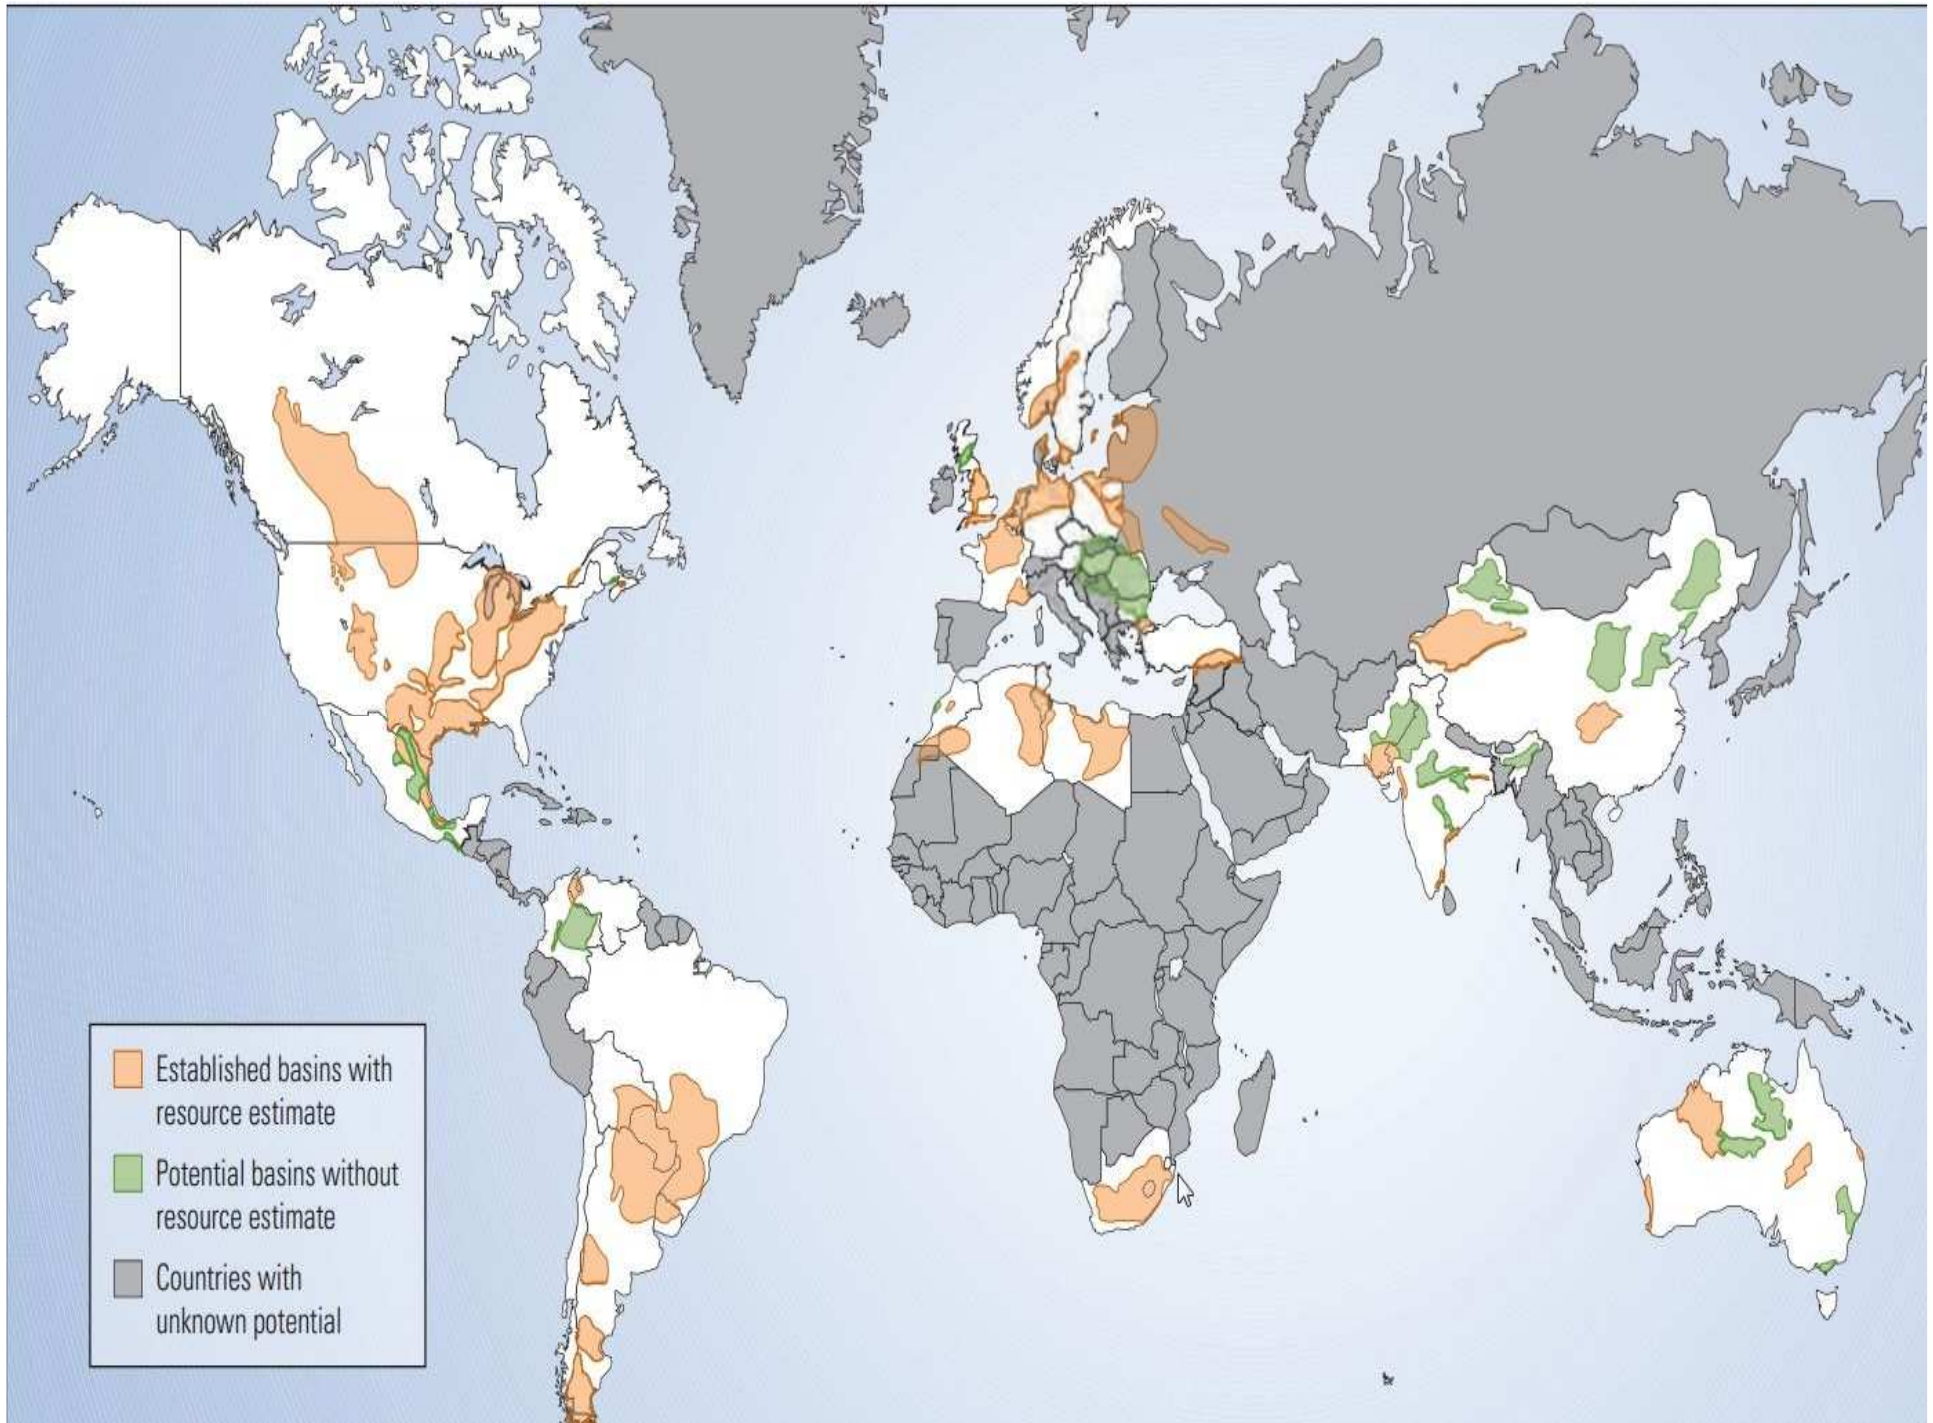 Established basins with
resource estimate
Potential basins without
resource estimate
Countries with
unknown potential